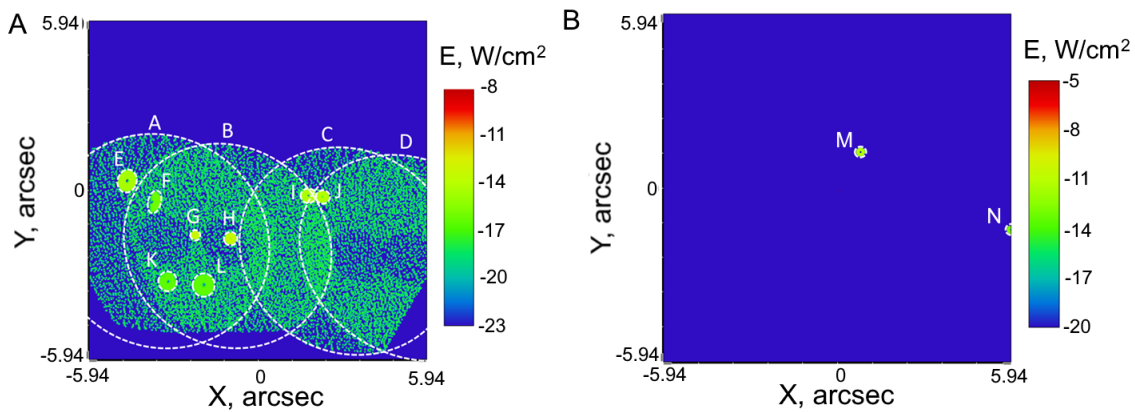 A
5.94
E, W/cm²
-8
-11
-14
-17
-20
-23
A
B
C
D
E
F
G
H
I
J
K
L
0
-5.94
-5.94
0
5.94
Y, arcsec
X, arcsec
B
5.94
E, W/cm²
-5
-8
-11
-14
-17
-20
M
N
0
-5.94
-5.94
0
5.94
Y, arcsec
X, arcsec